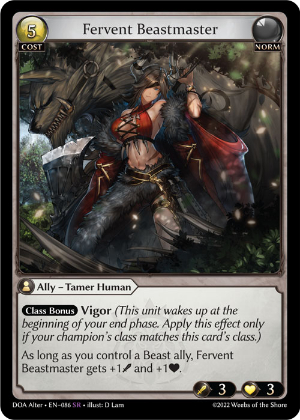 5
COST
Fervent Beastmaster
NORM
Ally – Tamer Human
Class Bonus Vigor (This unit wakes up at the
beginning of your end phase. Apply this effect only
if your champion's class matches this card's class.)
As long as you control a Beast ally, Fervent
Beastmaster gets +1 and +1.
3 3
DOA Alter • EN-086 SR • illust: D Lam
©2022 Weebs of the Shore